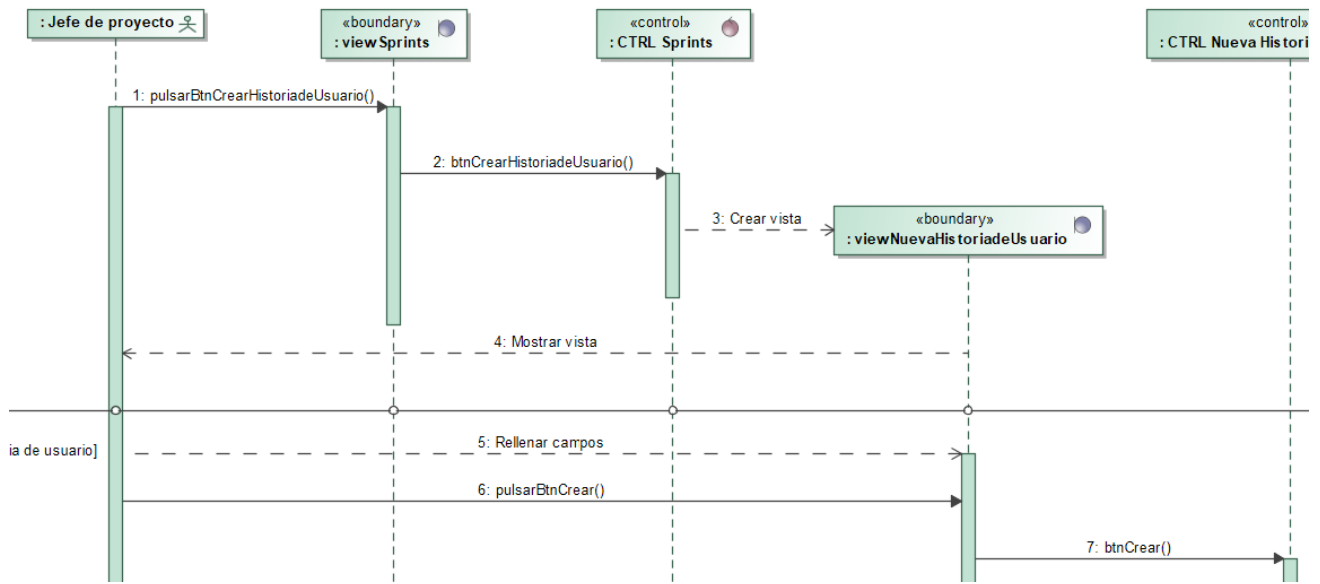 : Jefe de proyecto
«boundary»
: viewSprints
«control»
: CTRL Sprints
«control»
: CTRL Nueva Histori
1: pulsarBtnCrearHistoriadeUsuario()
2: btnCrearHistoriadeUsuario()
3: Crear vista
«boundary»
: viewNuevaHistoriadeUsuario
4: Mostrar vista
ia de usuario]
5: Rellenar campos
6: pulsarBtnCrear()
7: btnCrear()